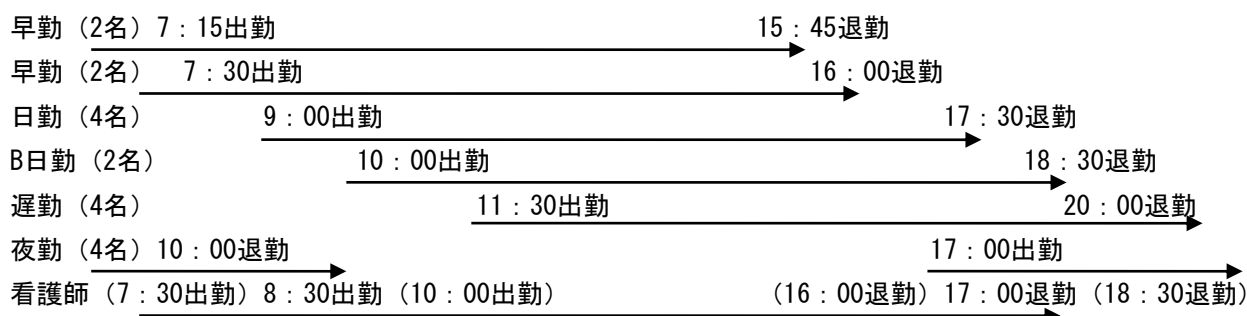 早勤（2名）7：15出勤 15：45退勤
早勤（2名） 7：30出勤 16：00退勤
日勤（4名） 9：00出勤 17：30退勤
B日勤（2名） 10：00出勤 18：30退勤
遅勤（4名） 11：30出勤 20：00退勤
夜勤（4名）10：00退勤 17：00出勤
看護師（7：30出勤）8：30出勤（10：00出勤） （16：00退勤）17：00退勤（18：30退勤）